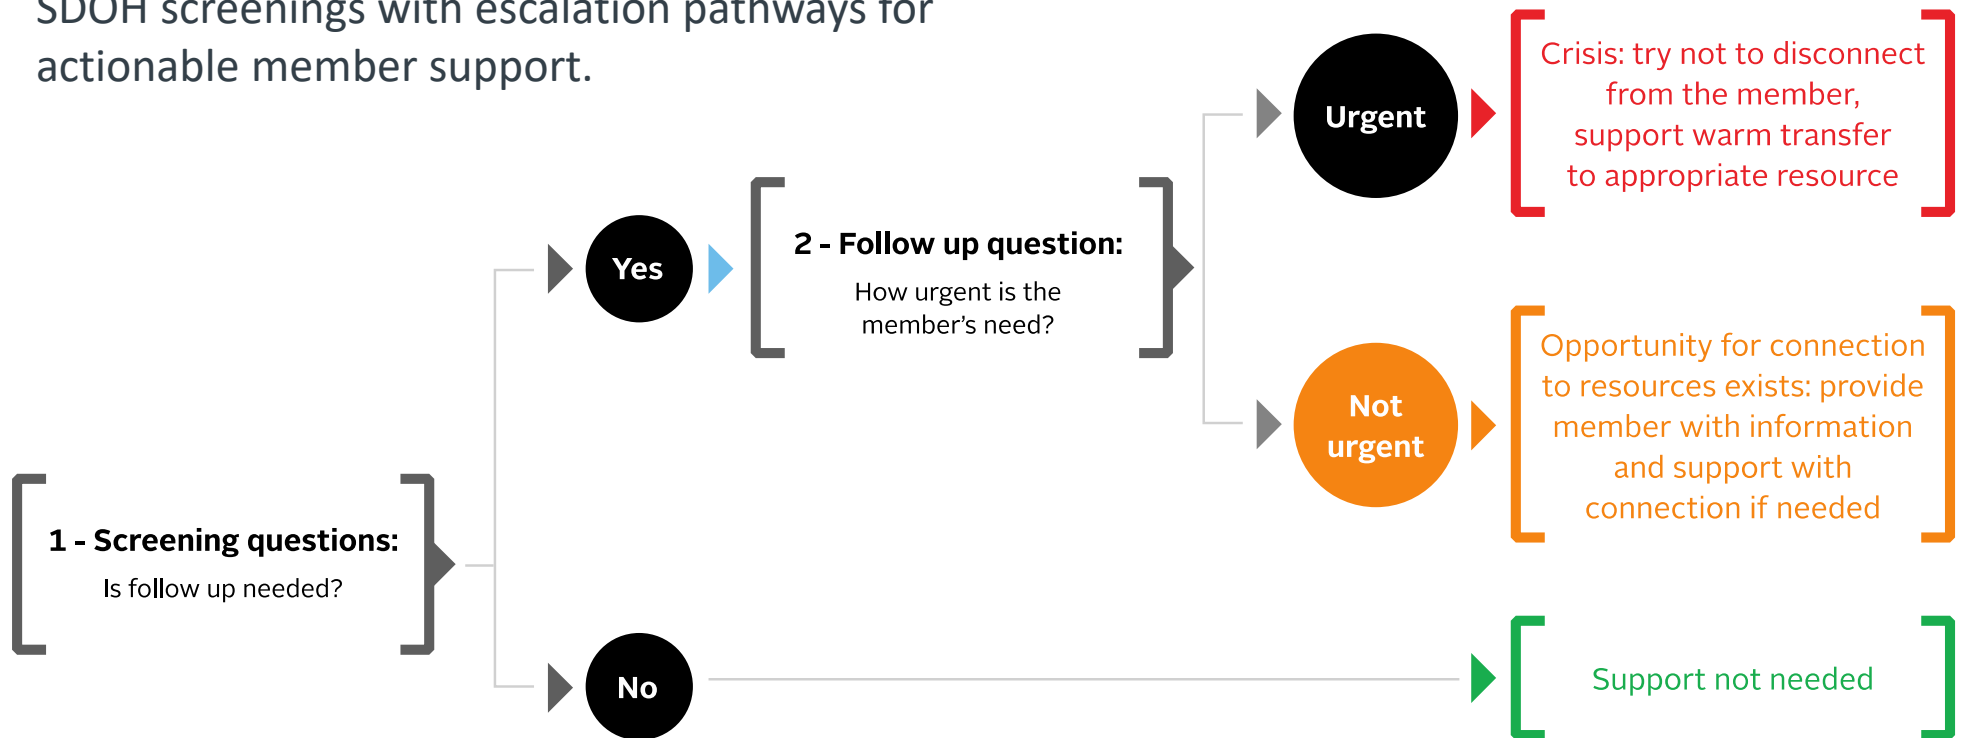 SDOH screenings with escalation pathways for
actionable member support.
1 - Screening questions:
Is follow up needed?
Yes
No
2 - Follow up question:
How urgent is the
member’s need?
Urgent
Crisis: try not to disconnect
from the member,
support warm transfer
to appropriate resource
Not
urgent
Opportunity for connection
to resources exists: provide
member with information
and support with
connection if needed
Support not needed